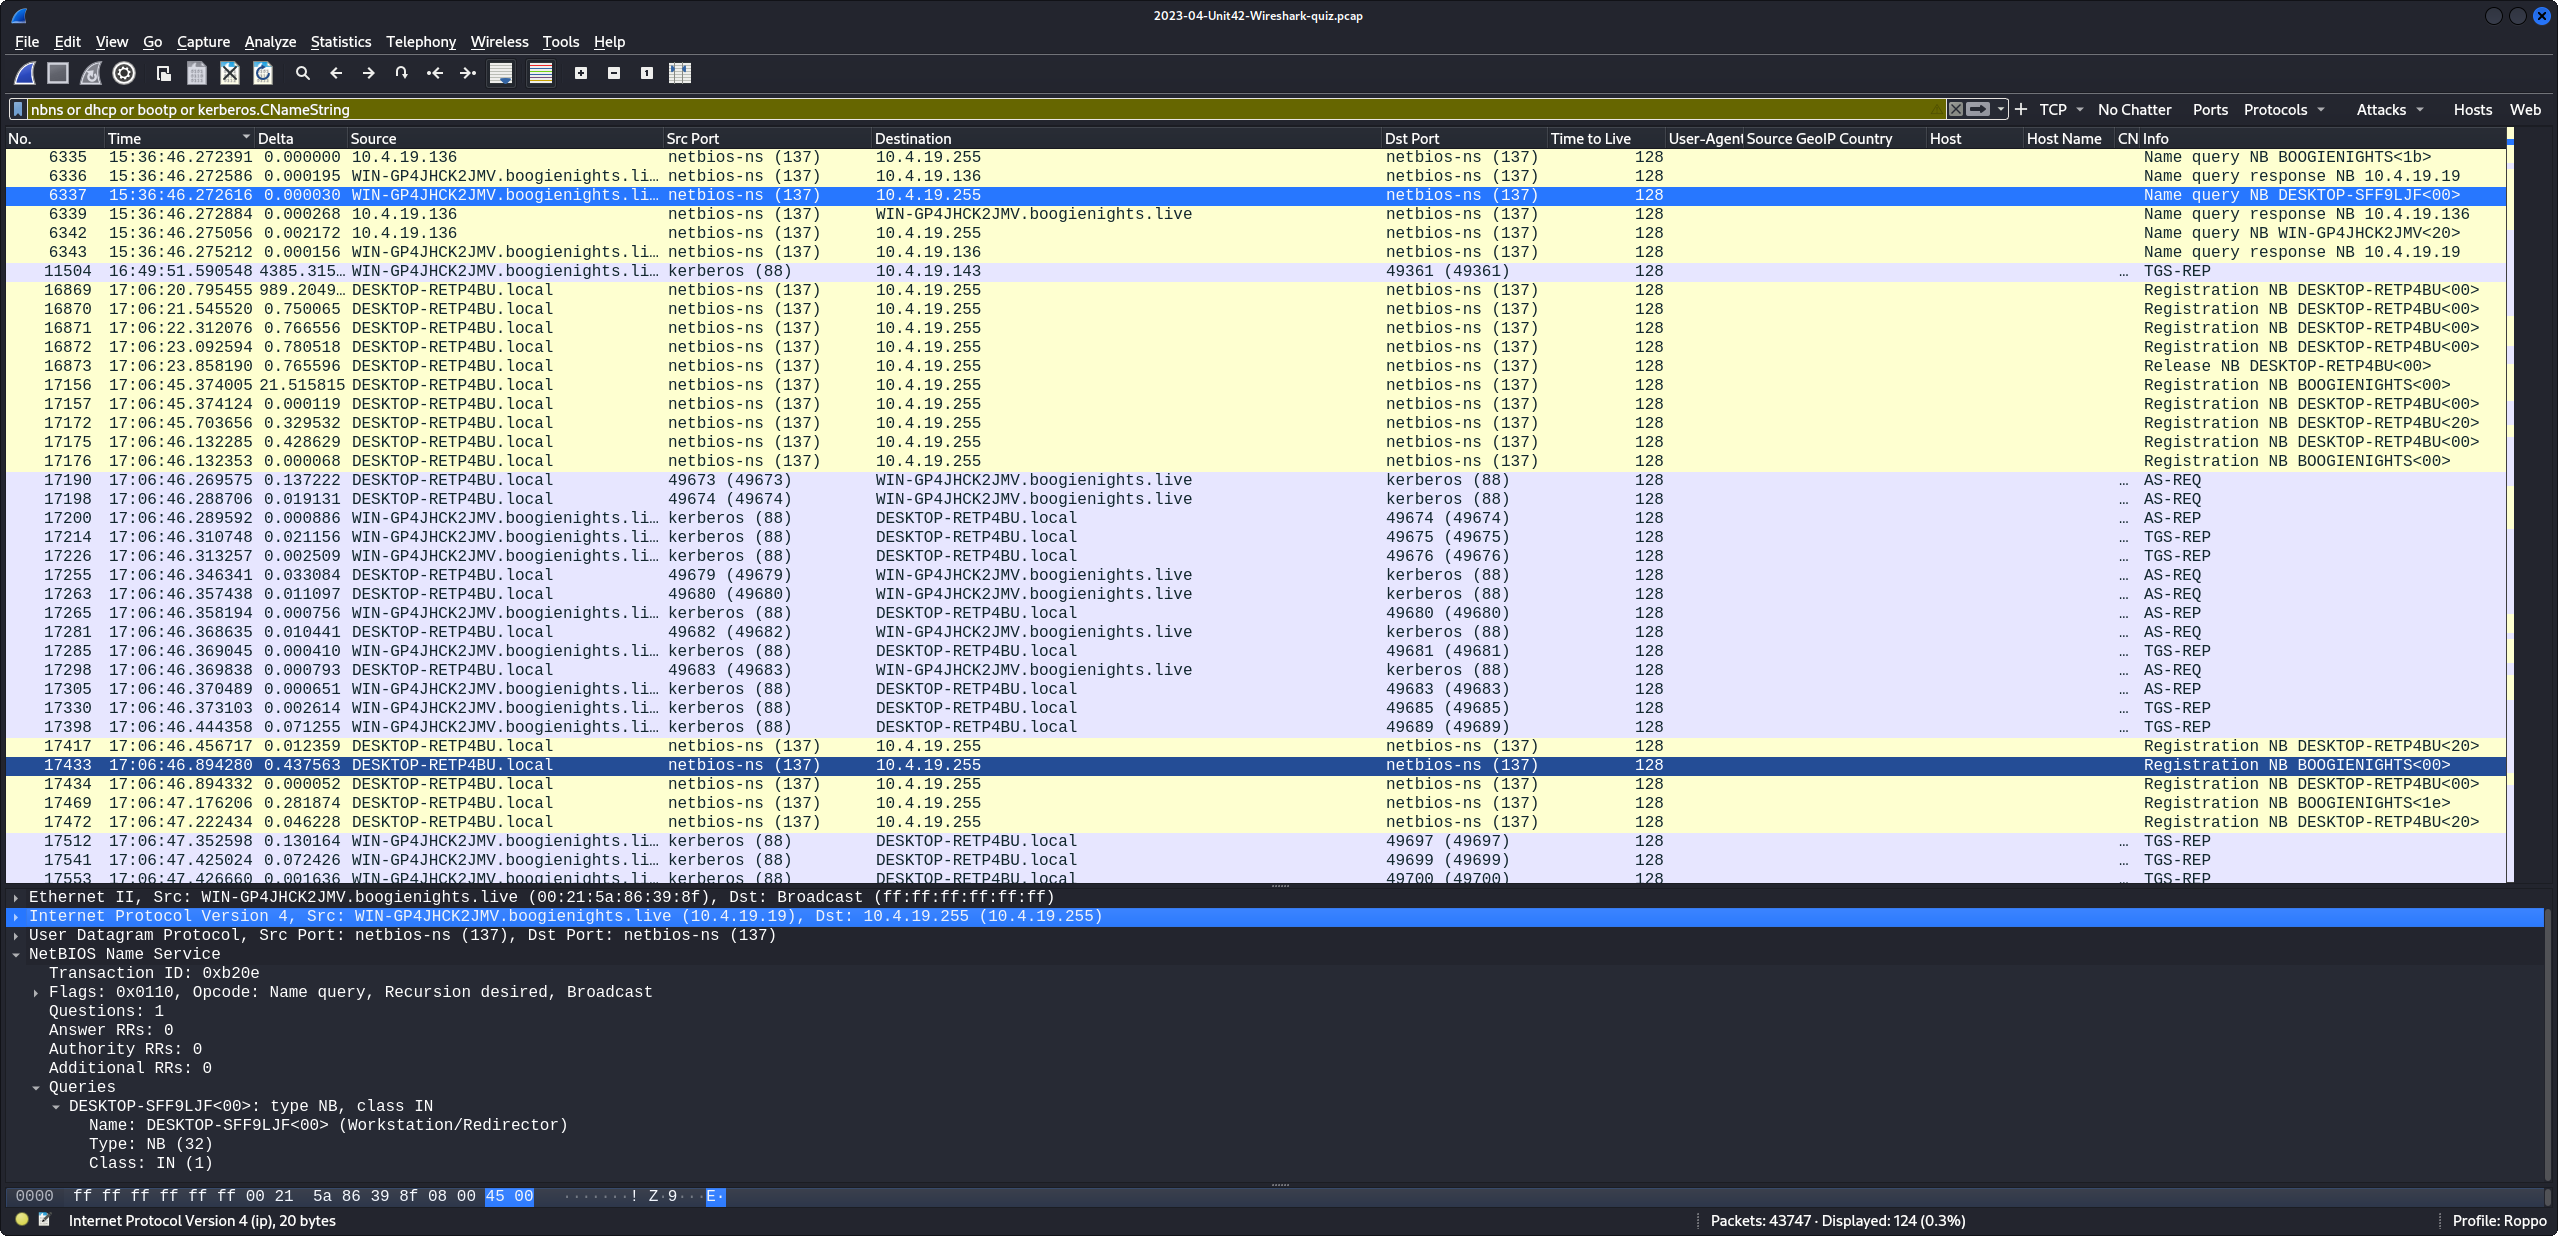 2023-04-Unit42-Wireshark-quiz.pcap
File Edit View Go Capture Analyze Statistics Telephony Wireless Tools Help
nbns or dhcp or bootp or kerberos.CNameString + TCP No Chatter Ports Protocols Attacks Hosts Web
No. Time Delta Source Src Port Destination Dst Port Time to Live User-Agent Source GeoIP Country Host Host Name CN Info
6335 15:36:46.272391 0.000000 10.4.19.136 netbios-ns (137) 10.4.19.255 netbios-ns (137) 128 Name query NB BOOGIENIGHTS<1b>
6336 15:36:46.272586 0.000195 WIN-GP4JHCK2JMV.boogienights.li… netbios-ns (137) 10.4.19.136 netbios-ns (137) 128 Name query response NB 10.4.19.19
6337 15:36:46.272616 0.000030 WIN-GP4JHCK2JMV.boogienights.li… netbios-ns (137) 10.4.19.255 netbios-ns (137) 128 Name query NB DESKTOP-SFF9LJF<00>
6339 15:36:46.272884 0.000268 10.4.19.136 netbios-ns (137) WIN-GP4JHCK2JMV.boogienights.live netbios-ns (137) 128 Name query response NB 10.4.19.136
6342 15:36:46.275056 0.002172 10.4.19.136 netbios-ns (137) 10.4.19.255 netbios-ns (137) 128 Name query NB WIN-GP4JHCK2JMV<20>
6343 15:36:46.275212 0.000156 WIN-GP4JHCK2JMV.boogienights.li… netbios-ns (137) 10.4.19.136 netbios-ns (137) 128 Name query response NB 10.4.19.19
11504 16:49:51.590548 4385.315… WIN-GP4JHCK2JMV.boogienights.li… kerberos (88) 10.4.19.143 49361 (49361) 128 … TGS-REP
16869 17:06:20.795455 989.2049… DESKTOP-RETP4BU.local netbios-ns (137) 10.4.19.255 netbios-ns (137) 128 Registration NB DESKTOP-RETP4BU<00>
16870 17:06:21.545520 0.750065 DESKTOP-RETP4BU.local netbios-ns (137) 10.4.19.255 netbios-ns (137) 128 Registration NB DESKTOP-RETP4BU<00>
16871 17:06:22.312076 0.766556 DESKTOP-RETP4BU.local netbios-ns (137) 10.4.19.255 netbios-ns (137) 128 Registration NB DESKTOP-RETP4BU<00>
16872 17:06:23.092594 0.780518 DESKTOP-RETP4BU.local netbios-ns (137) 10.4.19.255 netbios-ns (137) 128 Registration NB DESKTOP-RETP4BU<00>
16873 17:06:23.858190 0.765596 DESKTOP-RETP4BU.local netbios-ns (137) 10.4.19.255 netbios-ns (137) 128 Release NB DESKTOP-RETP4BU<00>
17156 17:06:45.374005 21.515815 DESKTOP-RETP4BU.local netbios-ns (137) 10.4.19.255 netbios-ns (137) 128 Registration NB BOOGIENIGHTS<00>
17157 17:06:45.374124 0.000119 DESKTOP-RETP4BU.local netbios-ns (137) 10.4.19.255 netbios-ns (137) 128 Registration NB DESKTOP-RETP4BU<00>
17172 17:06:45.703656 0.329532 DESKTOP-RETP4BU.local netbios-ns (137) 10.4.19.255 netbios-ns (137) 128 Registration NB DESKTOP-RETP4BU<20>
17175 17:06:46.132285 0.428629 DESKTOP-RETP4BU.local netbios-ns (137) 10.4.19.255 netbios-ns (137) 128 Registration NB DESKTOP-RETP4BU<00>
17176 17:06:46.132353 0.000068 DESKTOP-RETP4BU.local netbios-ns (137) 10.4.19.255 netbios-ns (137) 128 Registration NB BOOGIENIGHTS<00>
17190 17:06:46.269575 0.137222 DESKTOP-RETP4BU.local 49673 (49673) WIN-GP4JHCK2JMV.boogienights.live kerberos (88) 128 … AS-REQ
17198 17:06:46.288706 0.019131 DESKTOP-RETP4BU.local 49674 (49674) WIN-GP4JHCK2JMV.boogienights.live kerberos (88) 128 … AS-REQ
17200 17:06:46.289592 0.000886 WIN-GP4JHCK2JMV.boogienights.li… kerberos (88) DESKTOP-RETP4BU.local 49674 (49674) 128 … AS-REP
17214 17:06:46.310748 0.021156 WIN-GP4JHCK2JMV.boogienights.li… kerberos (88) DESKTOP-RETP4BU.local 49675 (49675) 128 … TGS-REP
17226 17:06:46.313257 0.002509 WIN-GP4JHCK2JMV.boogienights.li… kerberos (88) DESKTOP-RETP4BU.local 49676 (49676) 128 … TGS-REP
17255 17:06:46.346341 0.033084 DESKTOP-RETP4BU.local 49679 (49679) WIN-GP4JHCK2JMV.boogienights.live kerberos (88) 128 … AS-REQ
17263 17:06:46.357438 0.011097 DESKTOP-RETP4BU.local 49680 (49680) WIN-GP4JHCK2JMV.boogienights.live kerberos (88) 128 … AS-REQ
17265 17:06:46.358194 0.000756 WIN-GP4JHCK2JMV.boogienights.li… kerberos (88) DESKTOP-RETP4BU.local 49680 (49680) 128 … AS-REP
17281 17:06:46.368635 0.010441 DESKTOP-RETP4BU.local 49682 (49682) WIN-GP4JHCK2JMV.boogienights.live kerberos (88) 128 … AS-REQ
17285 17:06:46.369045 0.000410 WIN-GP4JHCK2JMV.boogienights.li… kerberos (88) DESKTOP-RETP4BU.local 49681 (49681) 128 … TGS-REP
17298 17:06:46.369838 0.000793 DESKTOP-RETP4BU.local 49683 (49683) WIN-GP4JHCK2JMV.boogienights.live kerberos (88) 128 … AS-REQ
17305 17:06:46.370489 0.000651 WIN-GP4JHCK2JMV.boogienights.li… kerberos (88) DESKTOP-RETP4BU.local 49683 (49683) 128 … AS-REP
17330 17:06:46.373103 0.002614 WIN-GP4JHCK2JMV.boogienights.li… kerberos (88) DESKTOP-RETP4BU.local 49685 (49685) 128 … TGS-REP
17398 17:06:46.444358 0.071255 WIN-GP4JHCK2JMV.boogienights.li… kerberos (88) DESKTOP-RETP4BU.local 49689 (49689) 128 … TGS-REP
17417 17:06:46.456717 0.012359 DESKTOP-RETP4BU.local netbios-ns (137) 10.4.19.255 netbios-ns (137) 128 Registration NB DESKTOP-RETP4BU<20>
17433 17:06:46.894280 0.437563 DESKTOP-RETP4BU.local netbios-ns (137) 10.4.19.255 netbios-ns (137) 128 Registration NB BOOGIENIGHTS<00>
17434 17:06:46.894332 0.000052 DESKTOP-RETP4BU.local netbios-ns (137) 10.4.19.255 netbios-ns (137) 128 Registration NB DESKTOP-RETP4BU<00>
17469 17:06:47.176206 0.281874 DESKTOP-RETP4BU.local netbios-ns (137) 10.4.19.255 netbios-ns (137) 128 Registration NB BOOGIENIGHTS<1e>
17472 17:06:47.222434 0.046228 DESKTOP-RETP4BU.local netbios-ns (137) 10.4.19.255 netbios-ns (137) 128 Registration NB DESKTOP-RETP4BU<20>
17512 17:06:47.352598 0.130164 WIN-GP4JHCK2JMV.boogienights.li… kerberos (88) DESKTOP-RETP4BU.local 49697 (49697) 128 … TGS-REP
17541 17:06:47.425024 0.072426 WIN-GP4JHCK2JMV.boogienights.li… kerberos (88) DESKTOP-RETP4BU.local 49699 (49699) 128 … TGS-REP
17553 17:06:47.426660 0.001636 WIN-GP4JHCK2JMV.boogienights.li… kerberos (88) DESKTOP-RETP4BU.local 49700 (49700) 128 … TGS-REP
Ethernet II, Src: WIN-GP4JHCK2JMV.boogienights.live (00:21:5a:86:39:8f), Dst: Broadcast (ff:ff:ff:ff:ff:ff)
Internet Protocol Version 4, Src: WIN-GP4JHCK2JMV.boogienights.live (10.4.19.19), Dst: 10.4.19.255 (10.4.19.255)
User Datagram Protocol, Src Port: netbios-ns (137), Dst Port: netbios-ns (137)
NetBIOS Name Service
Transaction ID: 0xb20e
Flags: 0x0110, Opcode: Name query, Recursion desired, Broadcast
Questions: 1
Answer RRs: 0
Authority RRs: 0
Additional RRs: 0
Queries
DESKTOP-SFF9LJF<00>: type NB, class IN
Name: DESKTOP-SFF9LJF<00> (Workstation/Redirector)
Type: NB (32)
Class: IN (1)
0000 ff ff ff ff ff ff 00 21 5a 86 39 8f 08 00 45 00 ·······! Z·9···E·
Internet Protocol Version 4 (ip), 20 bytes Packets: 43747 · Displayed: 124 (0.3%) Profile: Roppo